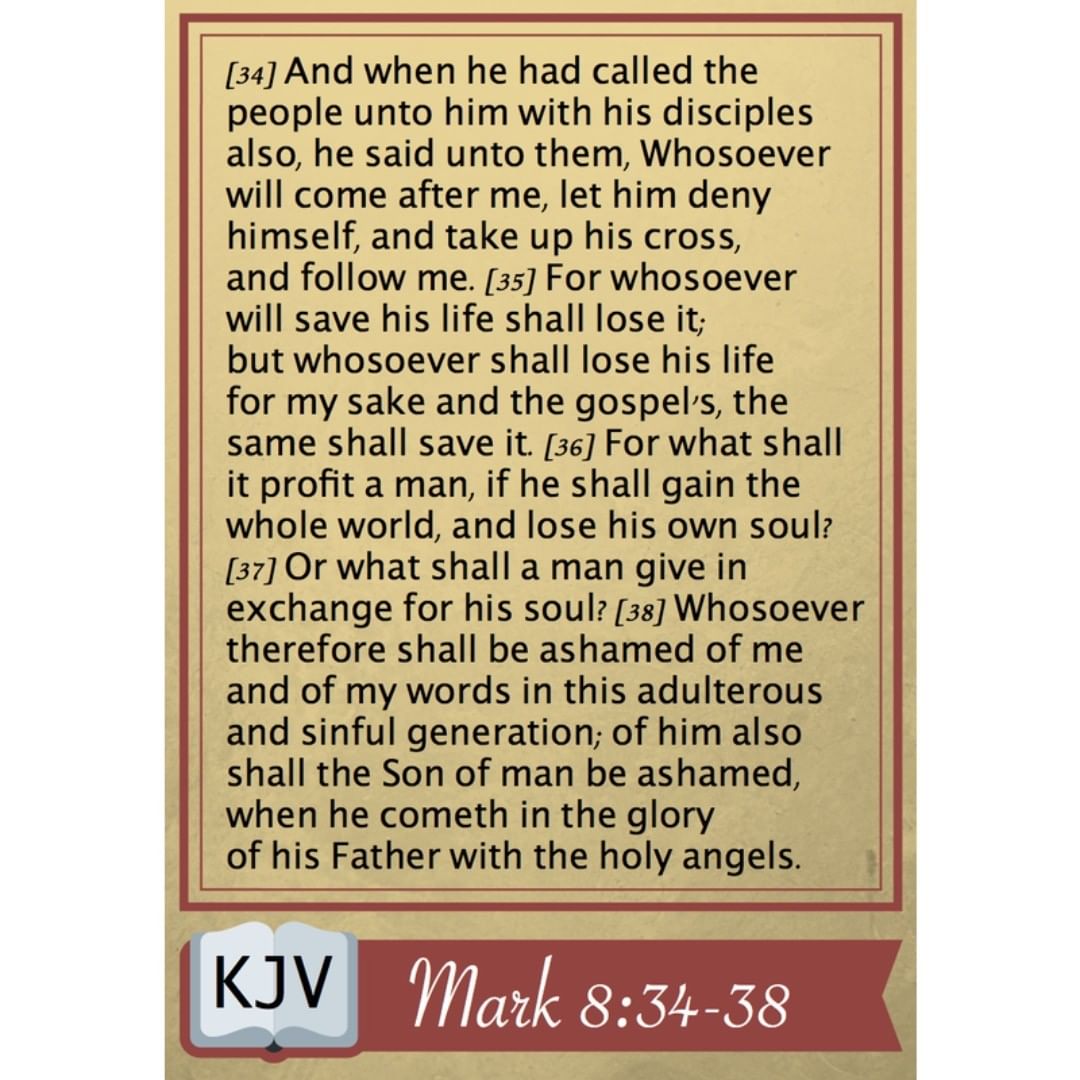 [34] And when he had called the
people unto him with his disciples
also, he said unto them, Whosoever
will come after me, let him deny
himself, and take up his cross,
and follow me. [35] For whosoever
will save his life shall lose it;
but whosoever shall lose his life
for my sake and the gospel's, the
same shall save it. [36] For what shall
it profit a man, if he shall gain the
whole world, and lose his own soul?
[37] Or what shall a man give in
exchange for his soul? [38] Whosoever
therefore shall be ashamed of me
and of my words in this adulterous
and sinful generation; of him also
shall the Son of man be ashamed,
when he cometh in the glory
of his Father with the holy angels.
KJV
Mark 8:34-38